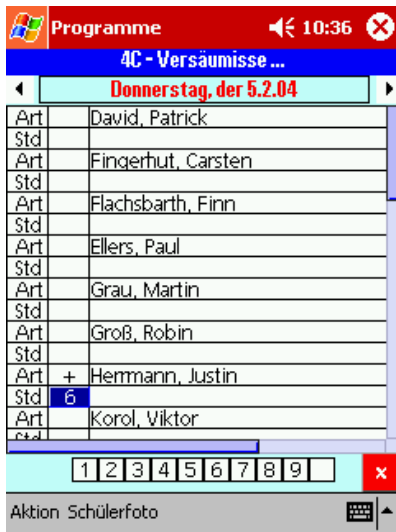 Programme 10:36
4C - Versäumisse ...
Donnerstag, der 5.2.04
Art David, Patrick
Std
Art Fingerhut, Carsten
Std
Art Flachsbarth, Finn
Std
Art Ellers, Paul
Std
Art Grau, Martin
Std
Art Groß, Robin
Std
Art + Herrmann, Justin
Std 6
Art Korol, Viktor
Std
1 2 3 4 5 6 7 8 9 x
Aktion Schülerfoto